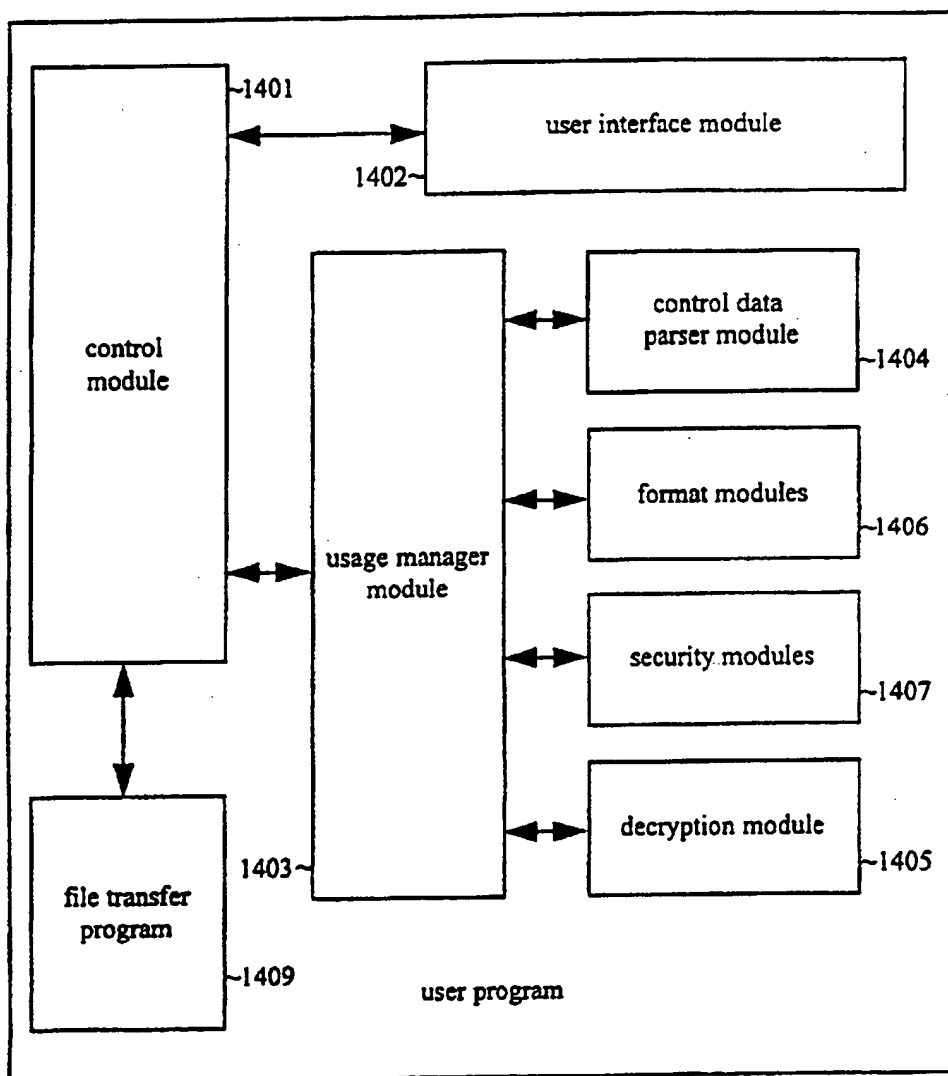 ~1401
user interface module
1402~
control
module
control data
parser module
~1404
format modules
~1406
usage manager
module
security modules
~1407
decryption module
~1405
1403~
file transfer
program
~1409
user program